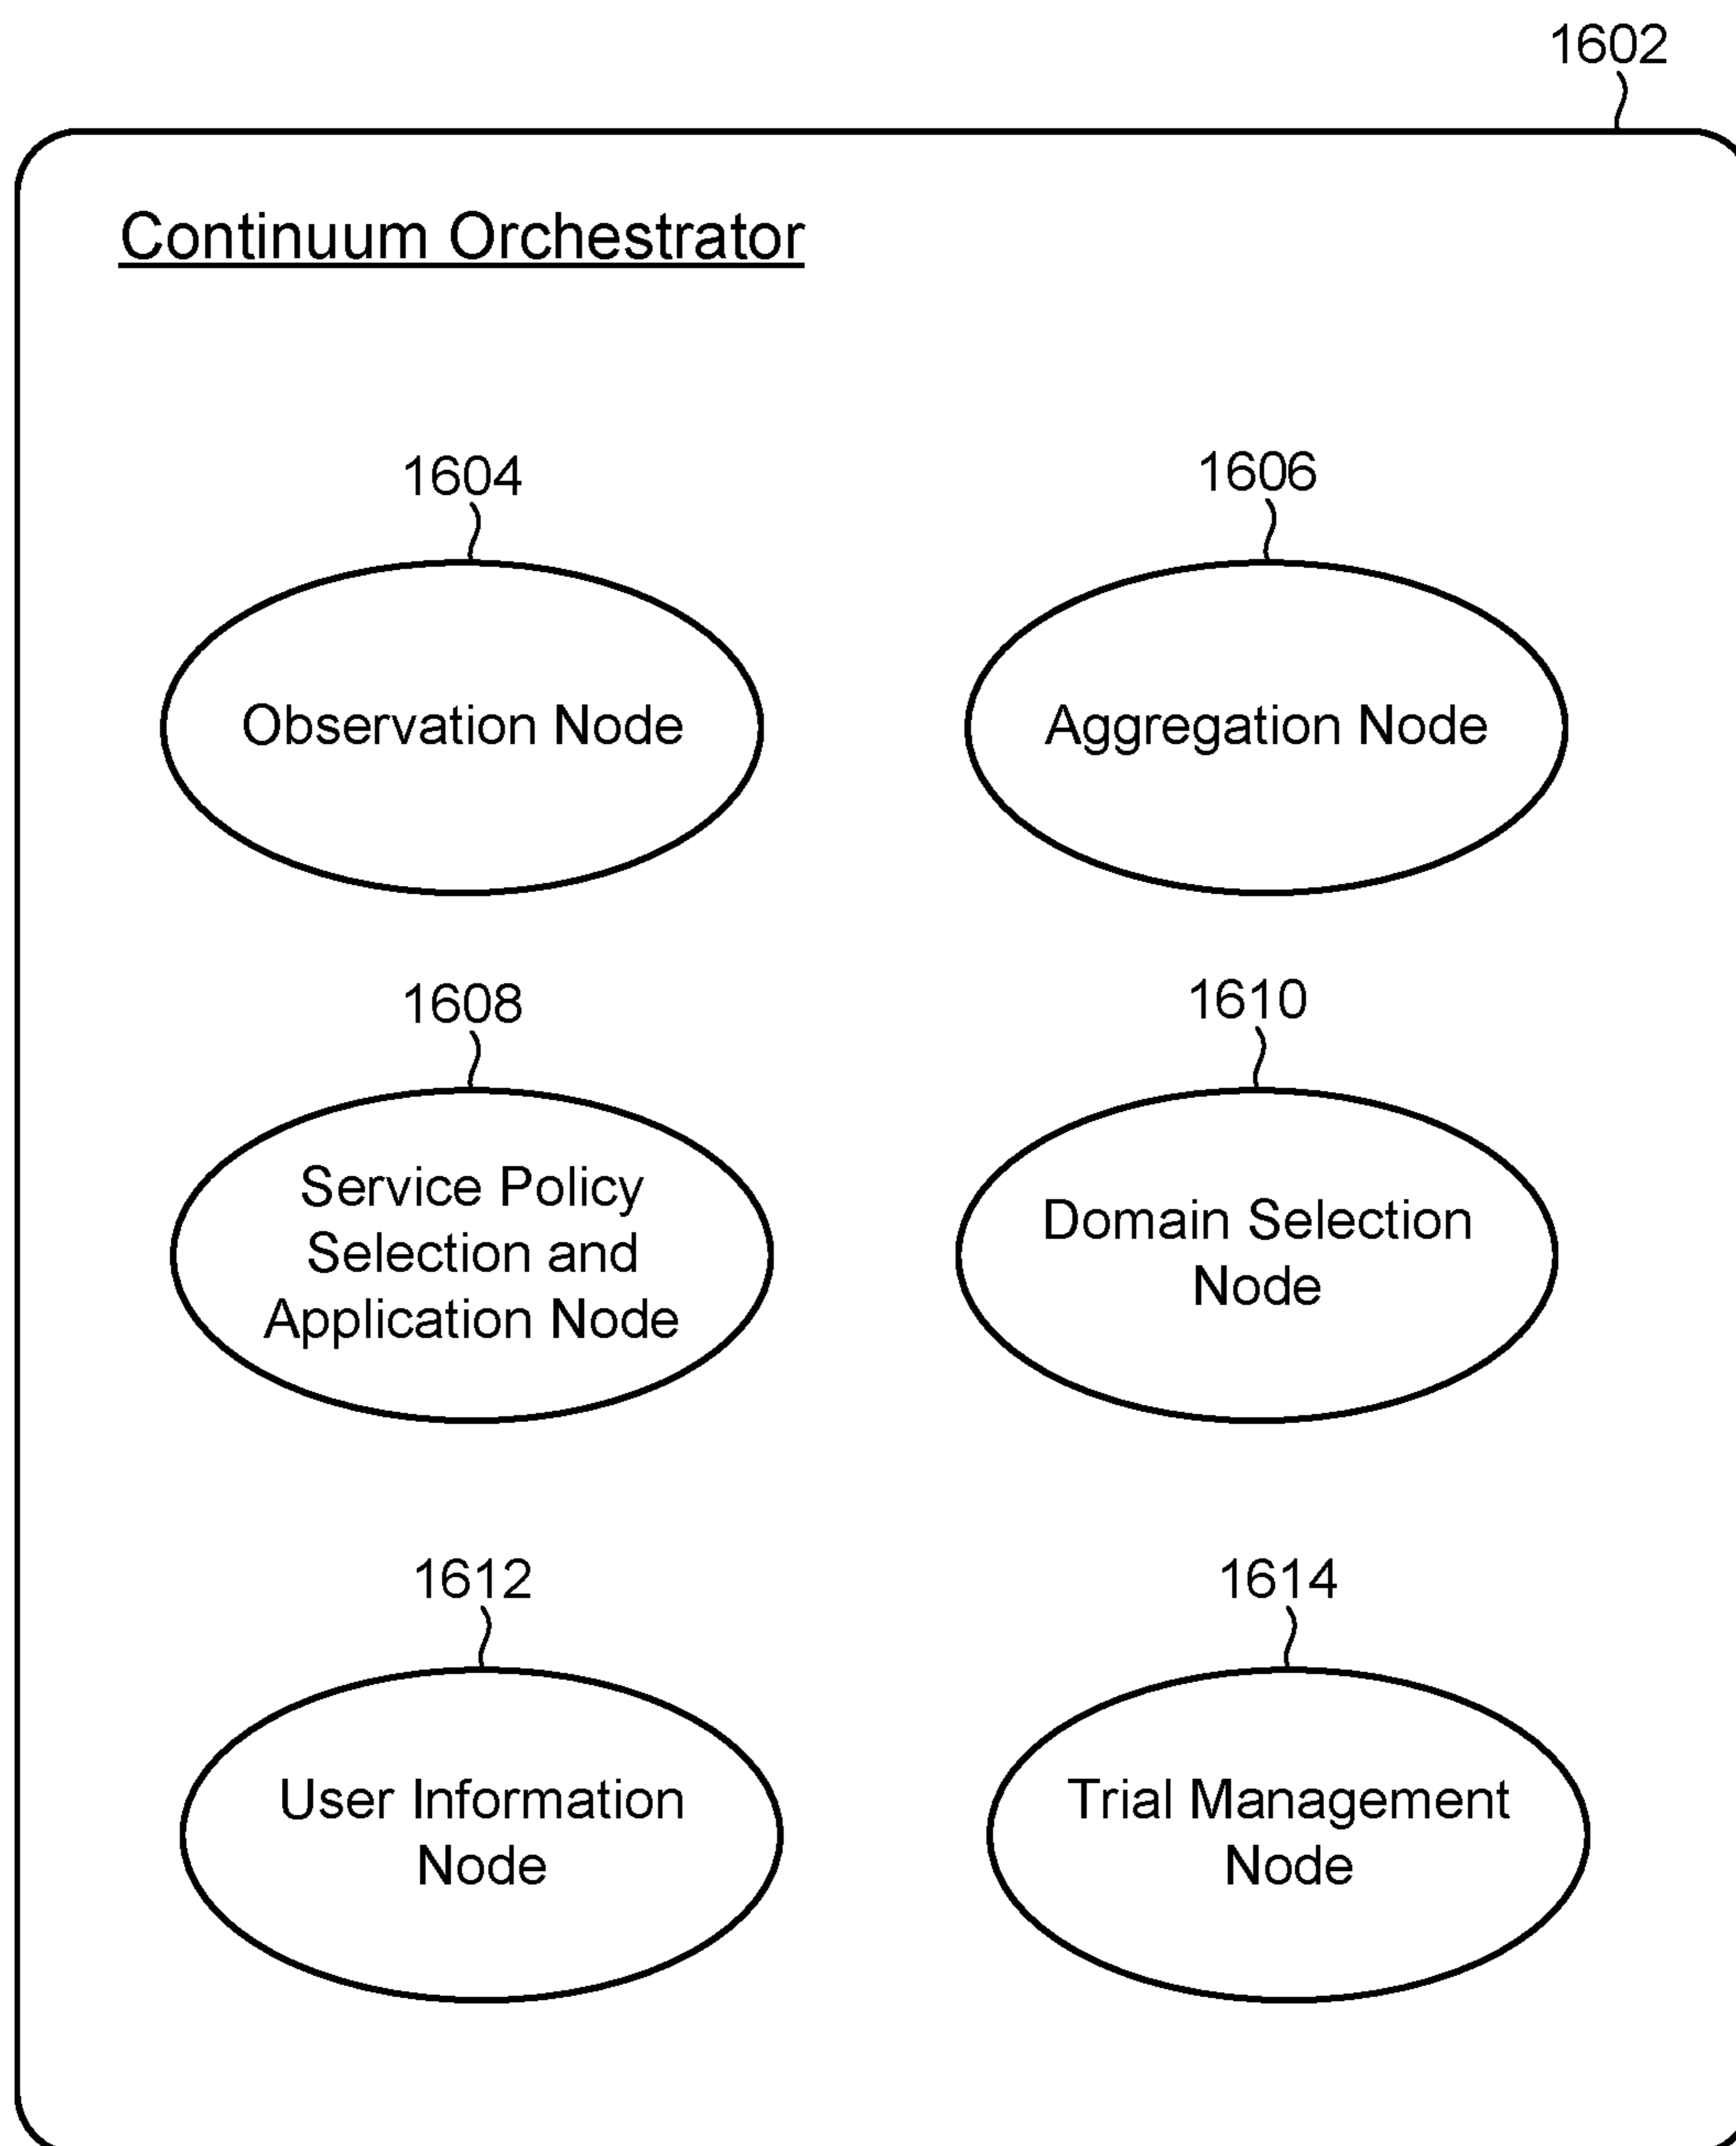 1602
Continuum Orchestrator
1604
1606
Observation Node
Aggregation Node
1608
1610
Service Policy
Selection and
Application Node
Domain Selection
Node
1612
1614
User Information
Node
Trial Management
Node